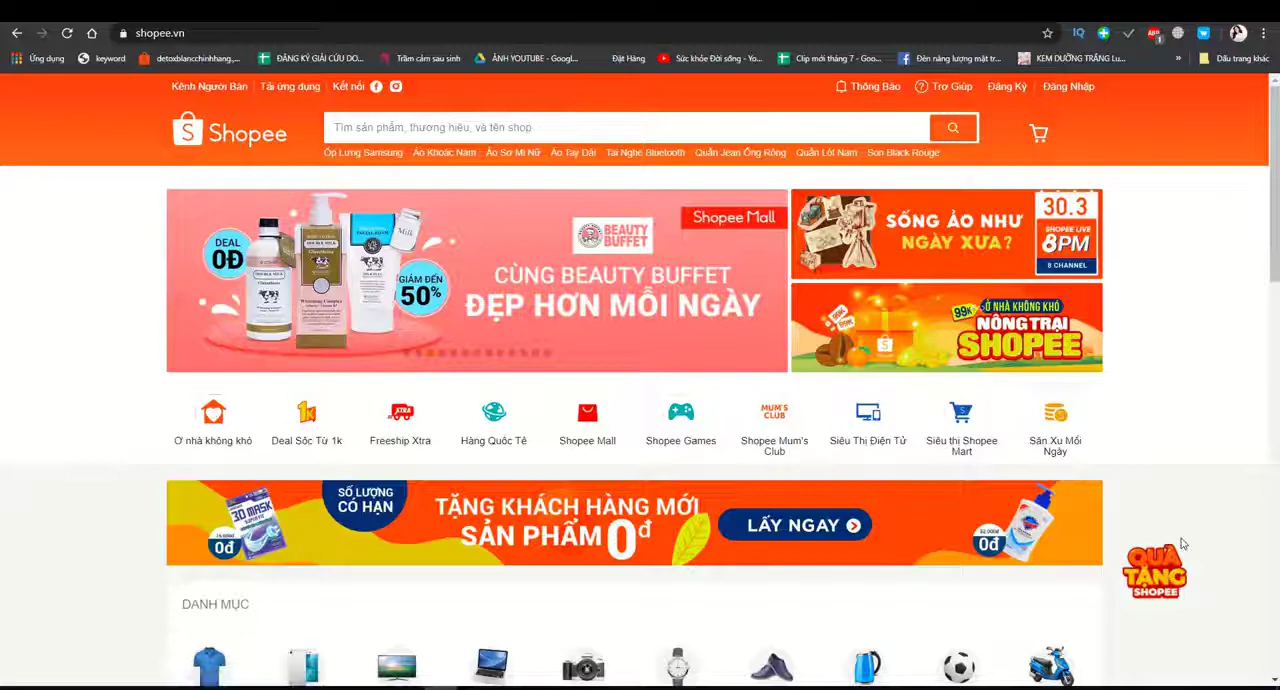 shopee.vn
Ứng dụng
keyword
detoxblancchinhhang,...
ĐĂNG KÝ GIẢI CỨU DO...
Trầm cảm sau sinh
ẢNH YOUTUBE - Googl...
Đặt Hàng
Sức khỏe Đời sống - Yo...
Clip mới tháng 7 - Goo...
Đèn năng lượng mặt tr...
KEM DƯỠNG TRẮNG Lu...
»
Dấu trang khác
Kênh Người Bán
Tải ứng dụng
Kết nối
Thông Báo
Trợ Giúp
Đăng Ký
Đăng Nhập
Shopee
Tìm sản phẩm, thương hiệu, và tên shop
Ốp Lưng Samsung
Áo Khoác Nam
Áo Sơ Mi Nữ
Áo Tay Dài
Tai Nghe Bluetooth
Quần Jean Ống Rộng
Quần Lót Nam
Son Black Rouge
DEAL
0Đ
GIẢM ĐẾN
50%
Shopee Mall
BEAUTY
BUFFET
CÙNG BEAUTY BUFFET
ĐẸP HƠN MỖI NGÀY
SỐNG ẢO NHƯ
NGÀY XƯA?
30.3
SHOPEE LIVE
8PM
8 CHANNEL
99K
Ở NHÀ KHÔNG KHÓ
NÔNG TRẠI
SHOPEE
Ở nhà không khó
Deal Sốc Từ 1k
Freeship Xtra
Hàng Quốc Tế
Shopee Mall
Shopee Games
MUM'S
CLUB
Shopee Mum's
Club
Siêu Thị Điện Tử
Siêu thị Shopee
Mart
Săn Xu Mỗi
Ngày
3D MASK
0đ
SỐ LƯỢNG
CÓ HẠN
TẶNG KHÁCH HÀNG MỚI
SẢN PHẨM 0đ
LẤY NGAY
0đ
QUÀ
TẶNG
SHOPEE
DANH MỤC